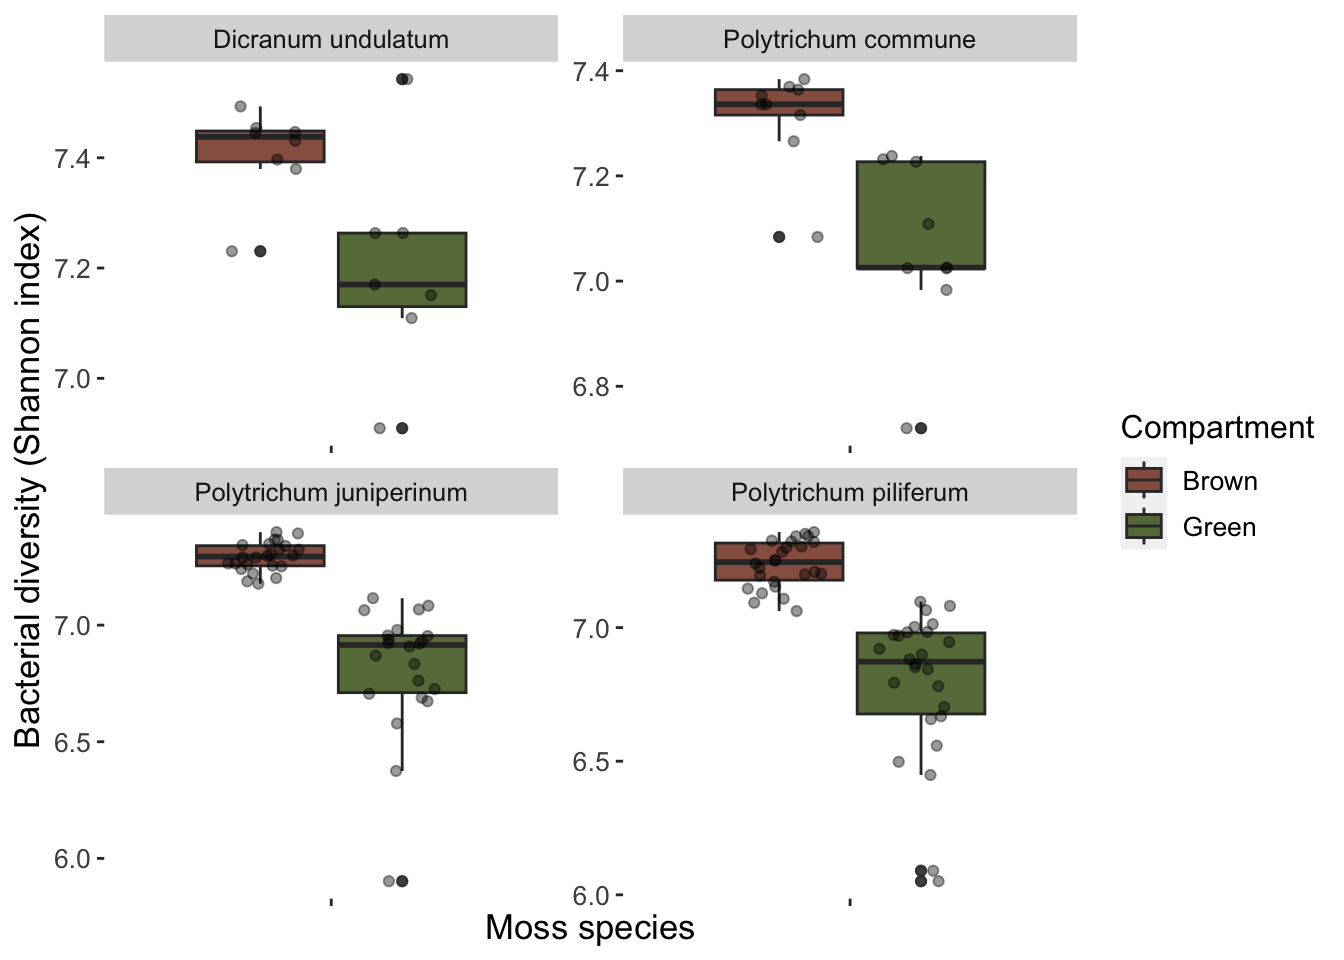 Dicranum undulatum
Polytrichum commune
7.4
7.2
7.0
7.4
7.2
7.0
6.8
Polytrichum juniperinum
Polytrichum piliferum
7.0
6.5
6.0
7.0
6.5
6.0
Bacterial diversity (Shannon index)
Moss species
Compartment
Brown
Green